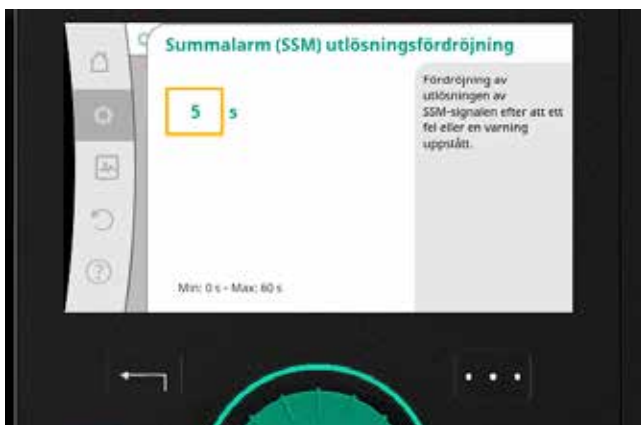 Summalarm (SSM) utlösningsfördröjning
5 s
Fördröjning av
utlösningen av
SSM-signalen efter att ett
fel eller en varning
uppstått.
Min: 0 s - Max: 60 s